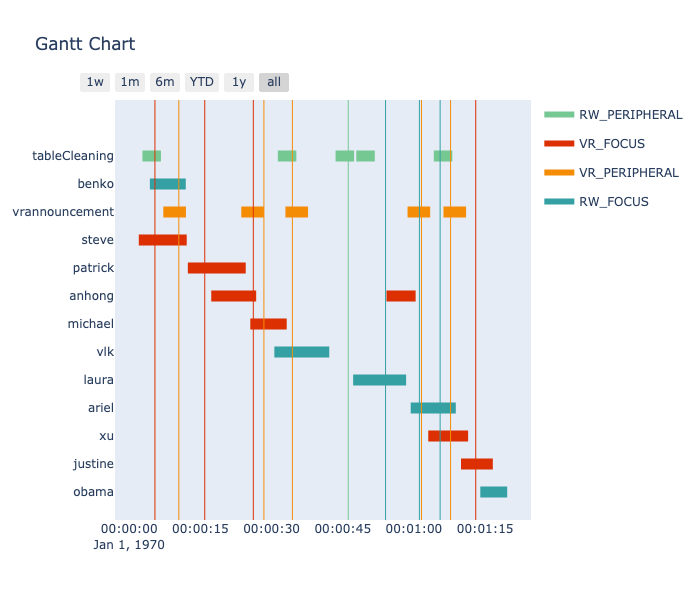 Gantt Chart
1w 1m 6m YTD 1y all
RW_PERIPHERAL
VR_FOCUS
VR_PERIPHERAL
RW_FOCUS
tableCleaning
benko
vrannouncement
steve
patrick
anhong
michael
vlk
laura
ariel
xu
justine
obama
00:00:00 00:00:15 00:00:30 00:00:45 00:01:00 00:01:15
Jan 1, 1970